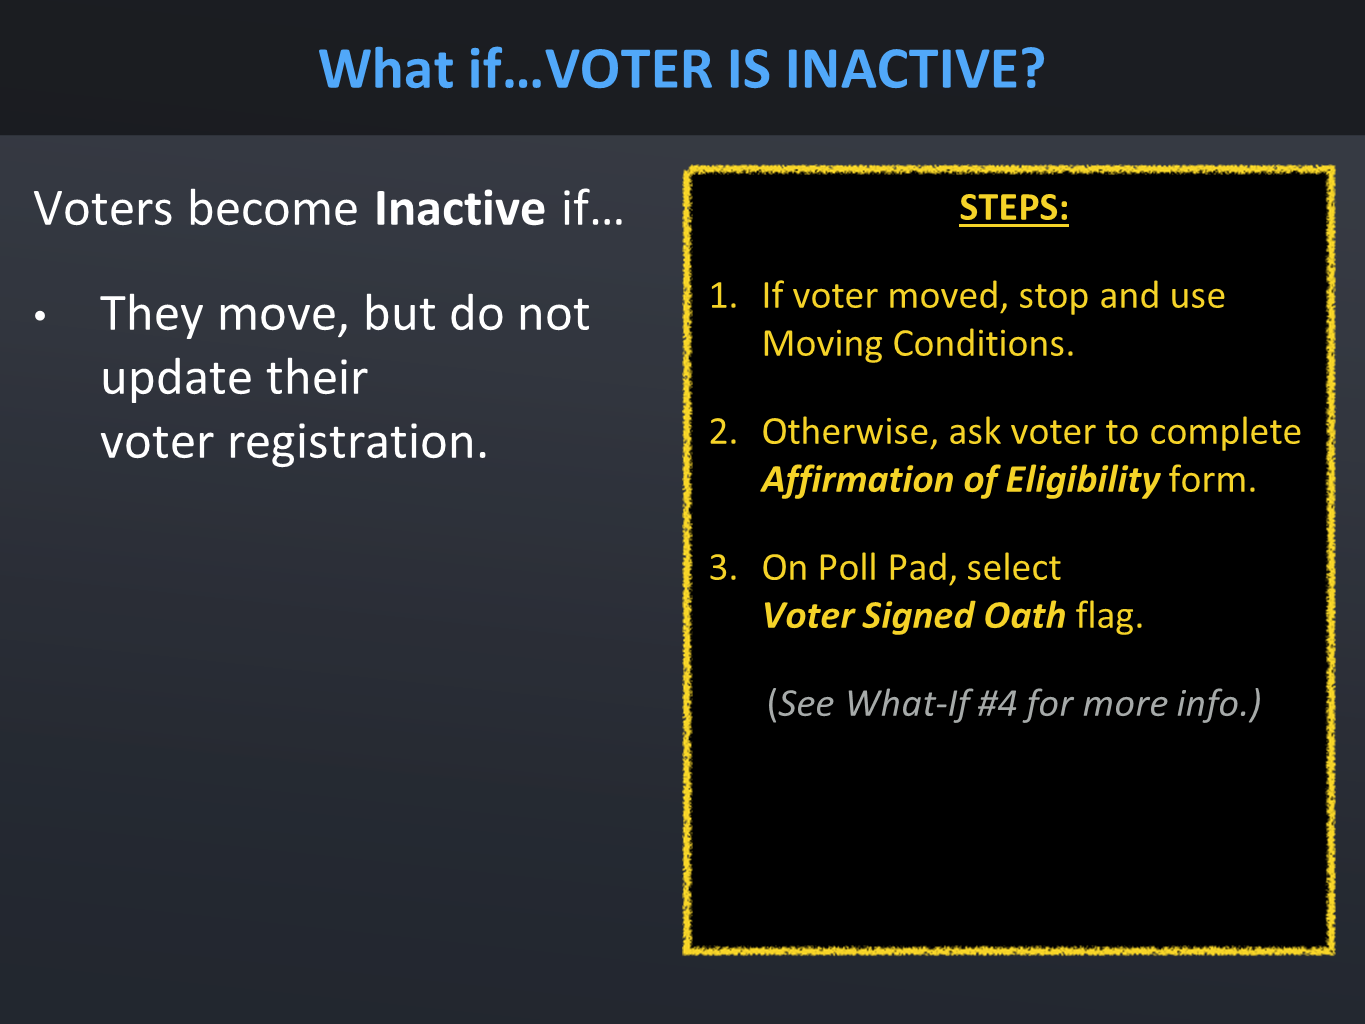 What if…VOTER IS INACTIVE?
Voters become Inactive if…
• They move, but do not
update their
voter registration.
STEPS:
1. If voter moved, stop and use
Moving Conditions.
2. Otherwise, ask voter to complete
Affirmation of Eligibility form.
3. On Poll Pad, select
Voter Signed Oath flag.
(See What-If #4 for more info.)